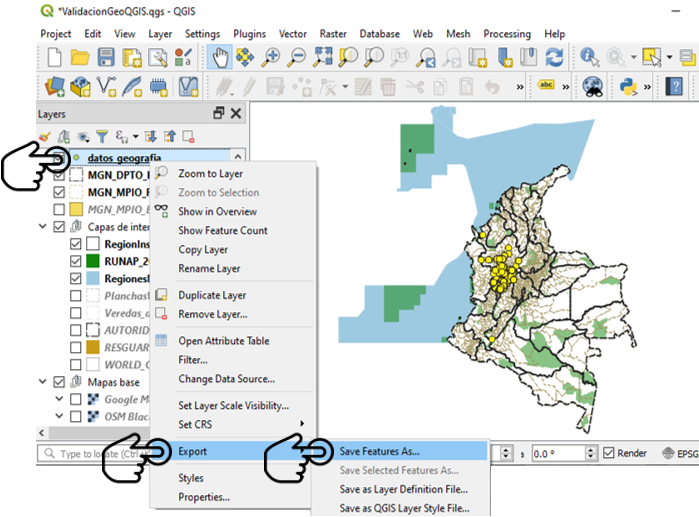 *ValidacionGeoQGIS.qgs - QGIS
Project Edit View Layer Settings Plugins Vector Raster Database Web Mesh Processing Help
abc
Layers
datos_geografia
MGN_DPTO_
MGN_MPIO_
MGN_MPIO_
Capas de inter
RegionIns
RUNAP_2
RegionesI
Planchas
Veredas_
AUTORID
RESGUAR
WORLD_
Mapas base
Google M
OSM Blac
Zoom to Layer
Zoom to Selection
Show in Overview
Show Feature Count
Copy Layer
Rename Layer
Duplicate Layer
Remove Layer...
Open Attribute Table
Filter...
Change Data Source...
Set Layer Scale Visibility...
Set CRS
Export
Styles
Properties...
Save Features As...
Save Selected Features As...
Save as Layer Definition File...
Save as QGIS Layer Style File...
Type to locate (Ctrl
0.0 °
Render
EPSG